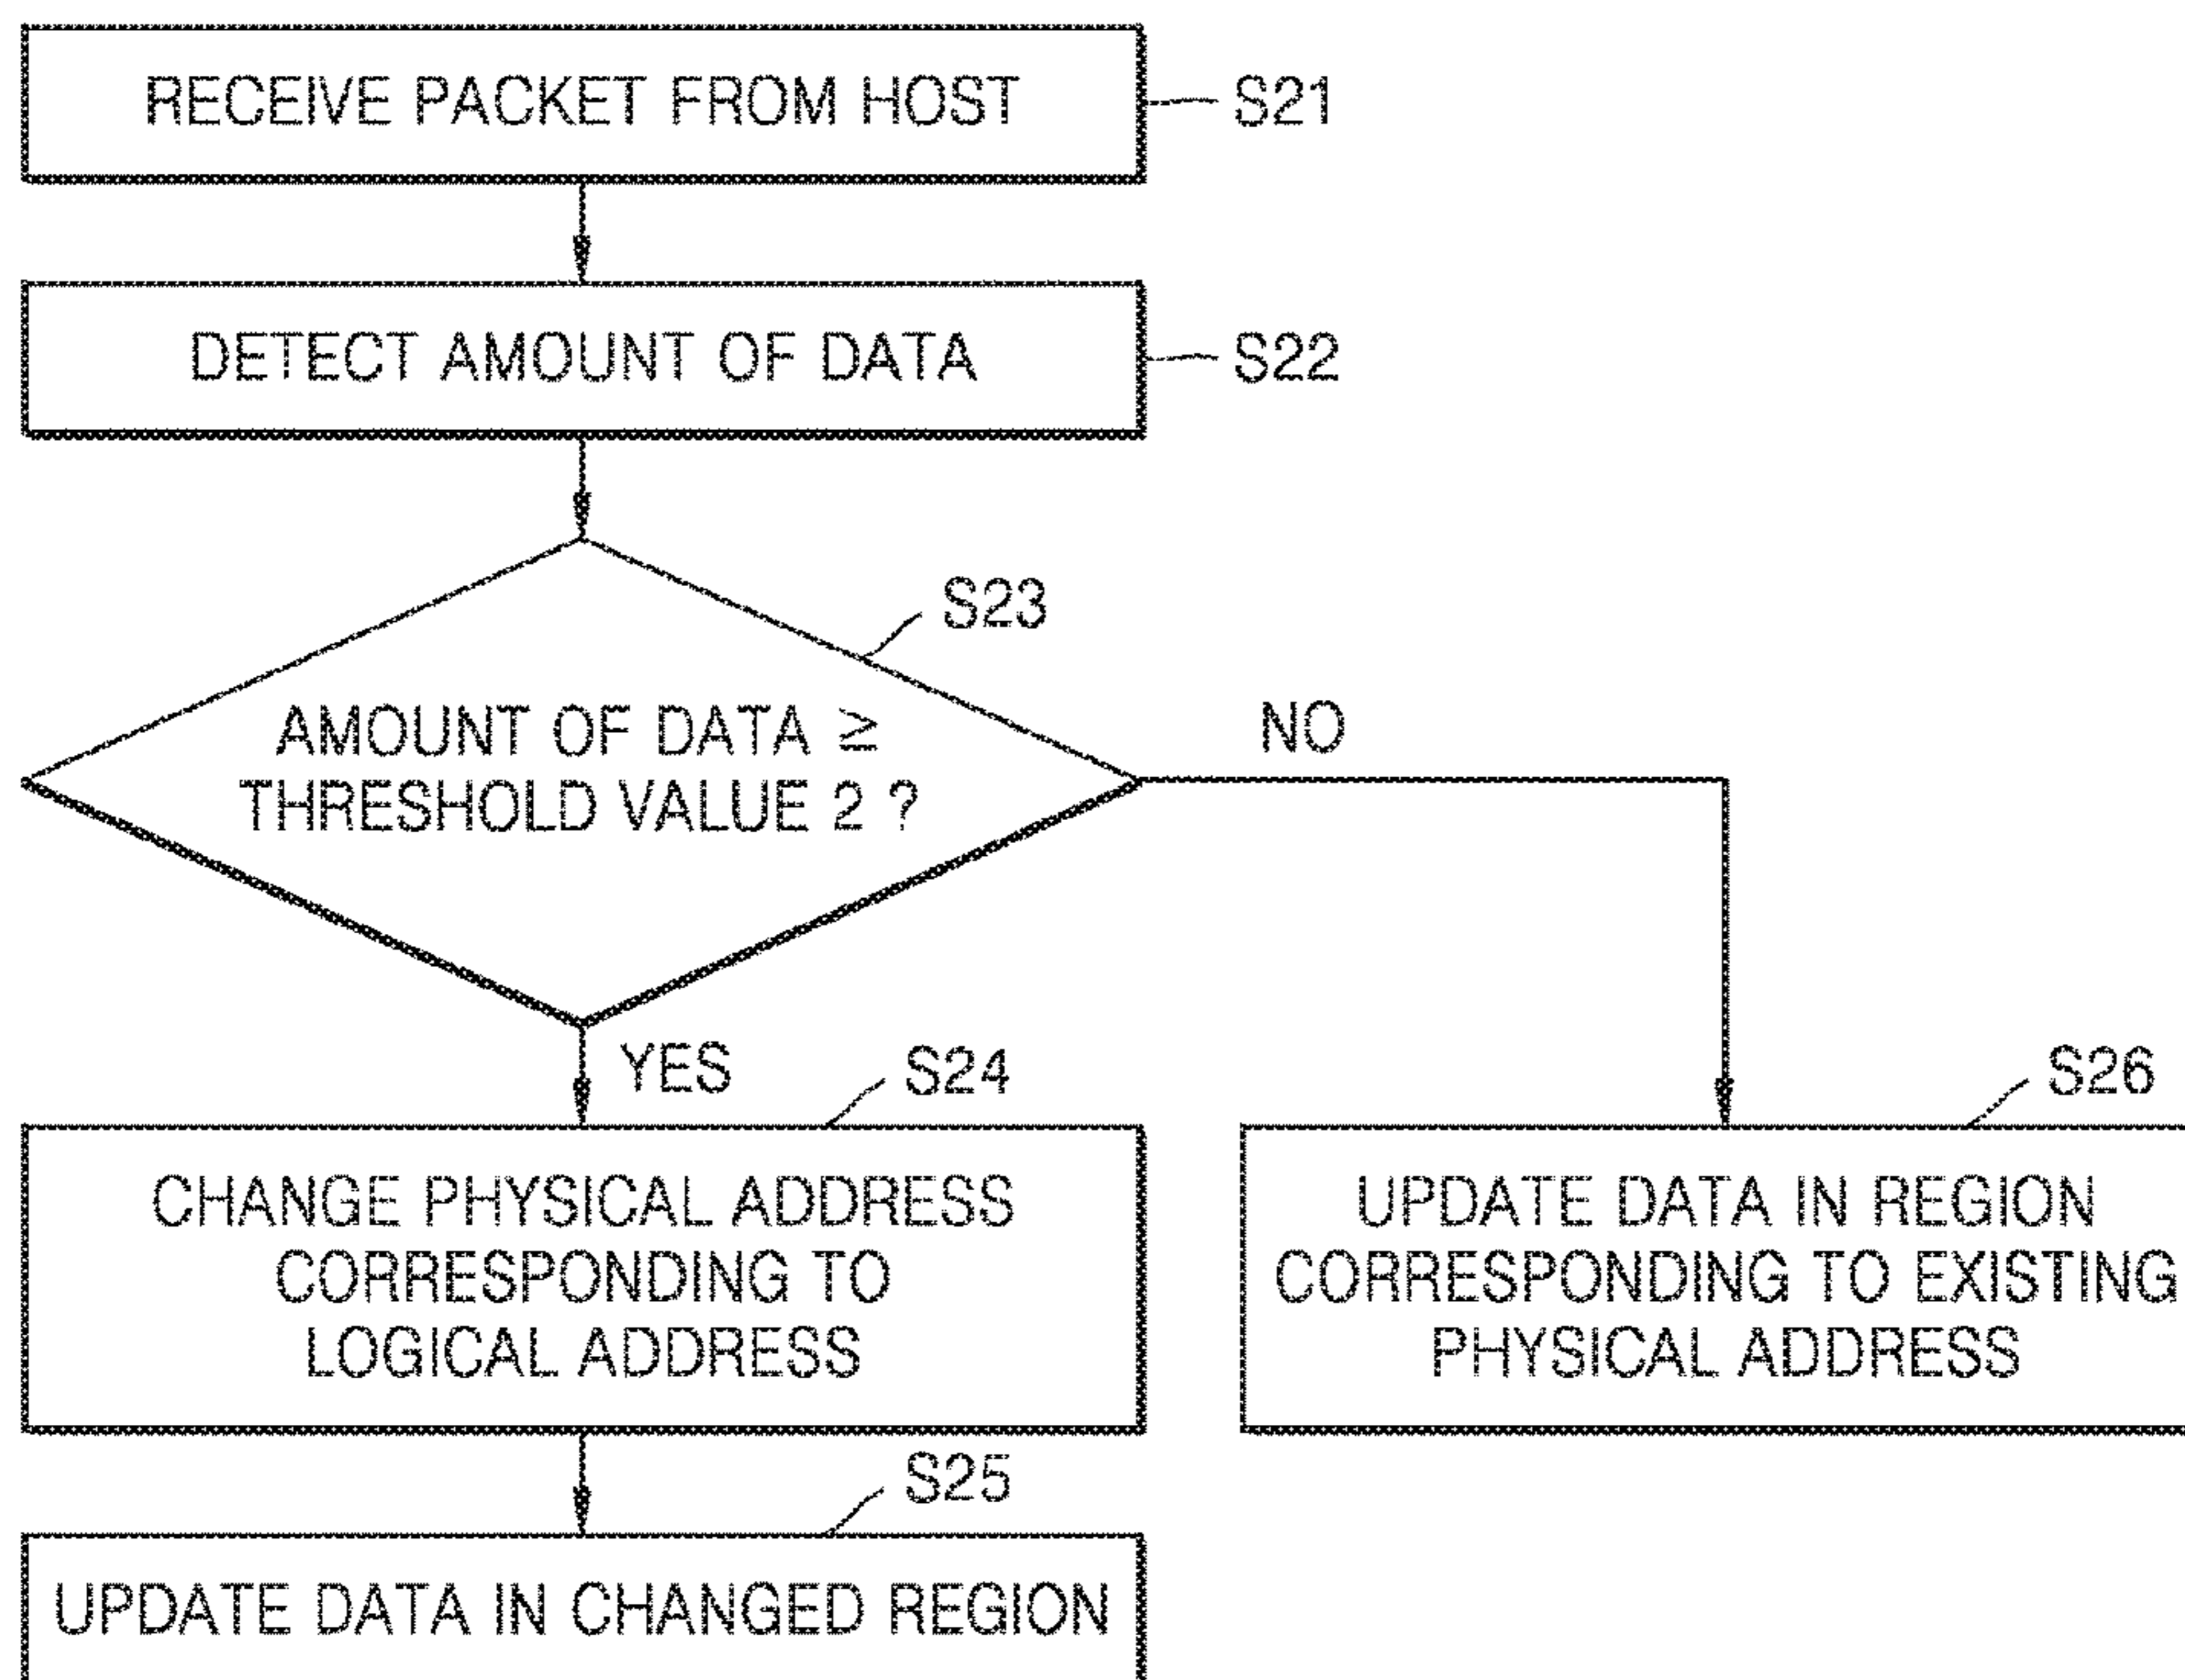 RECEIVE PACKET FROM HOST
S21
DETECT AMOUNT OF DATA
S22
S23
AMOUNT OF DATA ≥
THRESHOLD VALUE 2 ?
NO
YES
S24
CHANGE PHYSICAL ADDRESS
CORRESPONDING TO
LOGICAL ADDRESS
S26
UPDATE DATA IN REGION
CORRESPONDING TO EXISTING
PHYSICAL ADDRESS
S25
UPDATE DATA IN CHANGED REGION